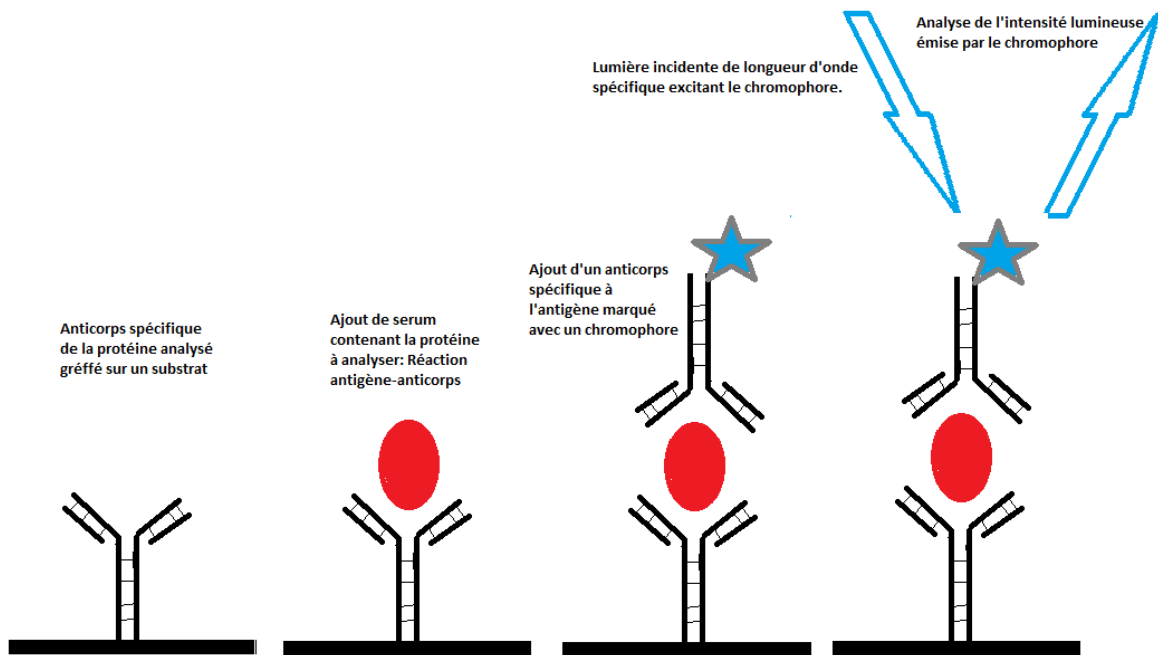 Anticorps spécifique
de la protéine analysé
gréffé sur un substrat
Ajout de serum
contenant la protéine
à analyser: Réaction
antigène-anticorps
Ajout d'un anticorps
spécifique à
l'antigène marqué
avec un chromophore
Lumière incidente de longueur d'onde
spécifique excitant le chromophore.
Analyse de l'intensité lumineuse
émise par le chromophore